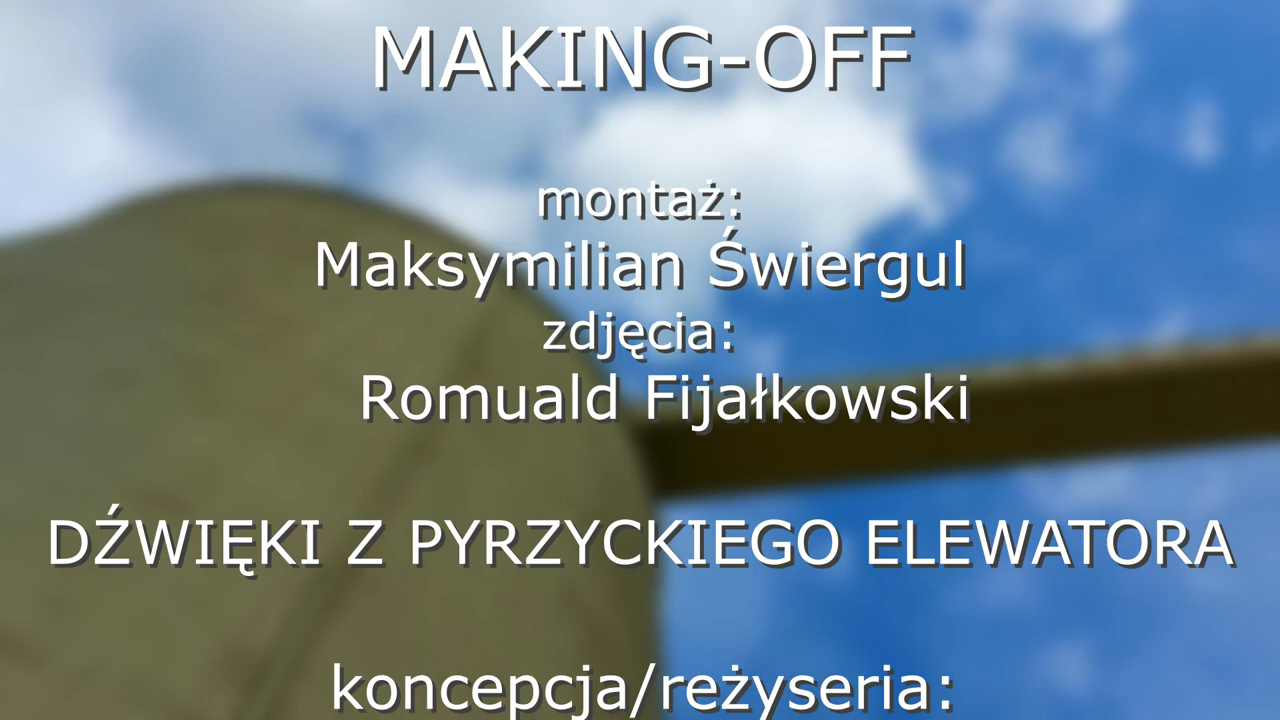 MAKING-OFF
montaż:
Maksymilian Świergul
zdjęcia:
Romuald Fijałkowski
DŹWIĘKI Z PYRZYCKIEGO ELEWATORA
koncepcja/reżyseria: